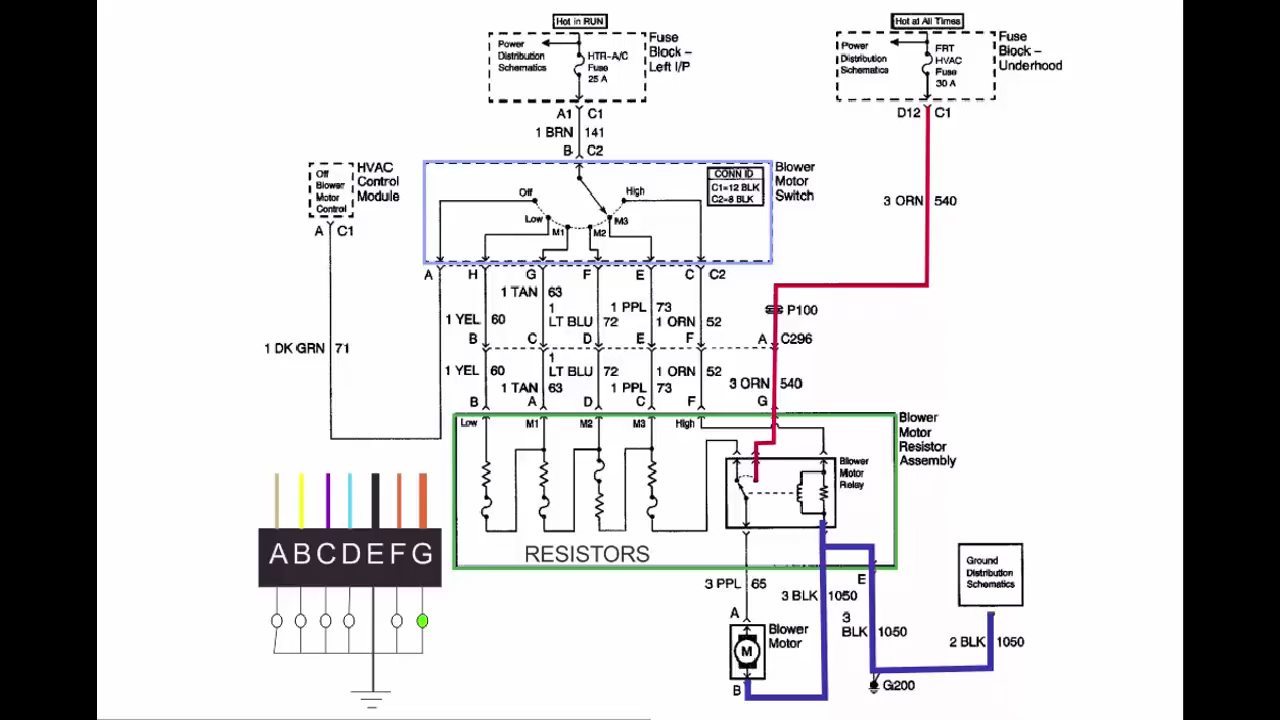 Hot in RUN
Hot at All Times
Power
Distribution
Schematics
HTR-A/C
Fuse
25 A
Fuse
Block –
Left I/P
Power
Distribution
Schematics
FRT
HVAC
Fuse
30 A
Fuse
Block –
Underhood
A1 C1
D12 C1
1 BRN 141
B C2
Off
Blower
Motor
Control
HVAC
Control
Module
A C1
Off
High
Low
M1
M2
M3
CONN ID
C1=12 BLK
C2=8 BLK
Blower
Motor
Switch
3 ORN 540
A H G F E C C2
1 TAN 63
1 YEL 60
1
LT BLU 72
1 PPL 73
1 ORN 52
P100
B C D E F A C296
1 DK GRN 71
1 YEL 60
1
LT BLU 72
1 TAN 63
1 PPL 73
1 ORN 52
3 ORN 540
B A D C F G
Low M1 M2 M3 High
Blower
Motor
Resistor
Assembly
Blower
Motor
Relay
RESISTORS
ABCDEFG
E
3 PPL 65
3 BLK 1050
3
BLK 1050
Ground
Distribution
Schematics
2 BLK 1050
A
M
Blower
Motor
B
G200